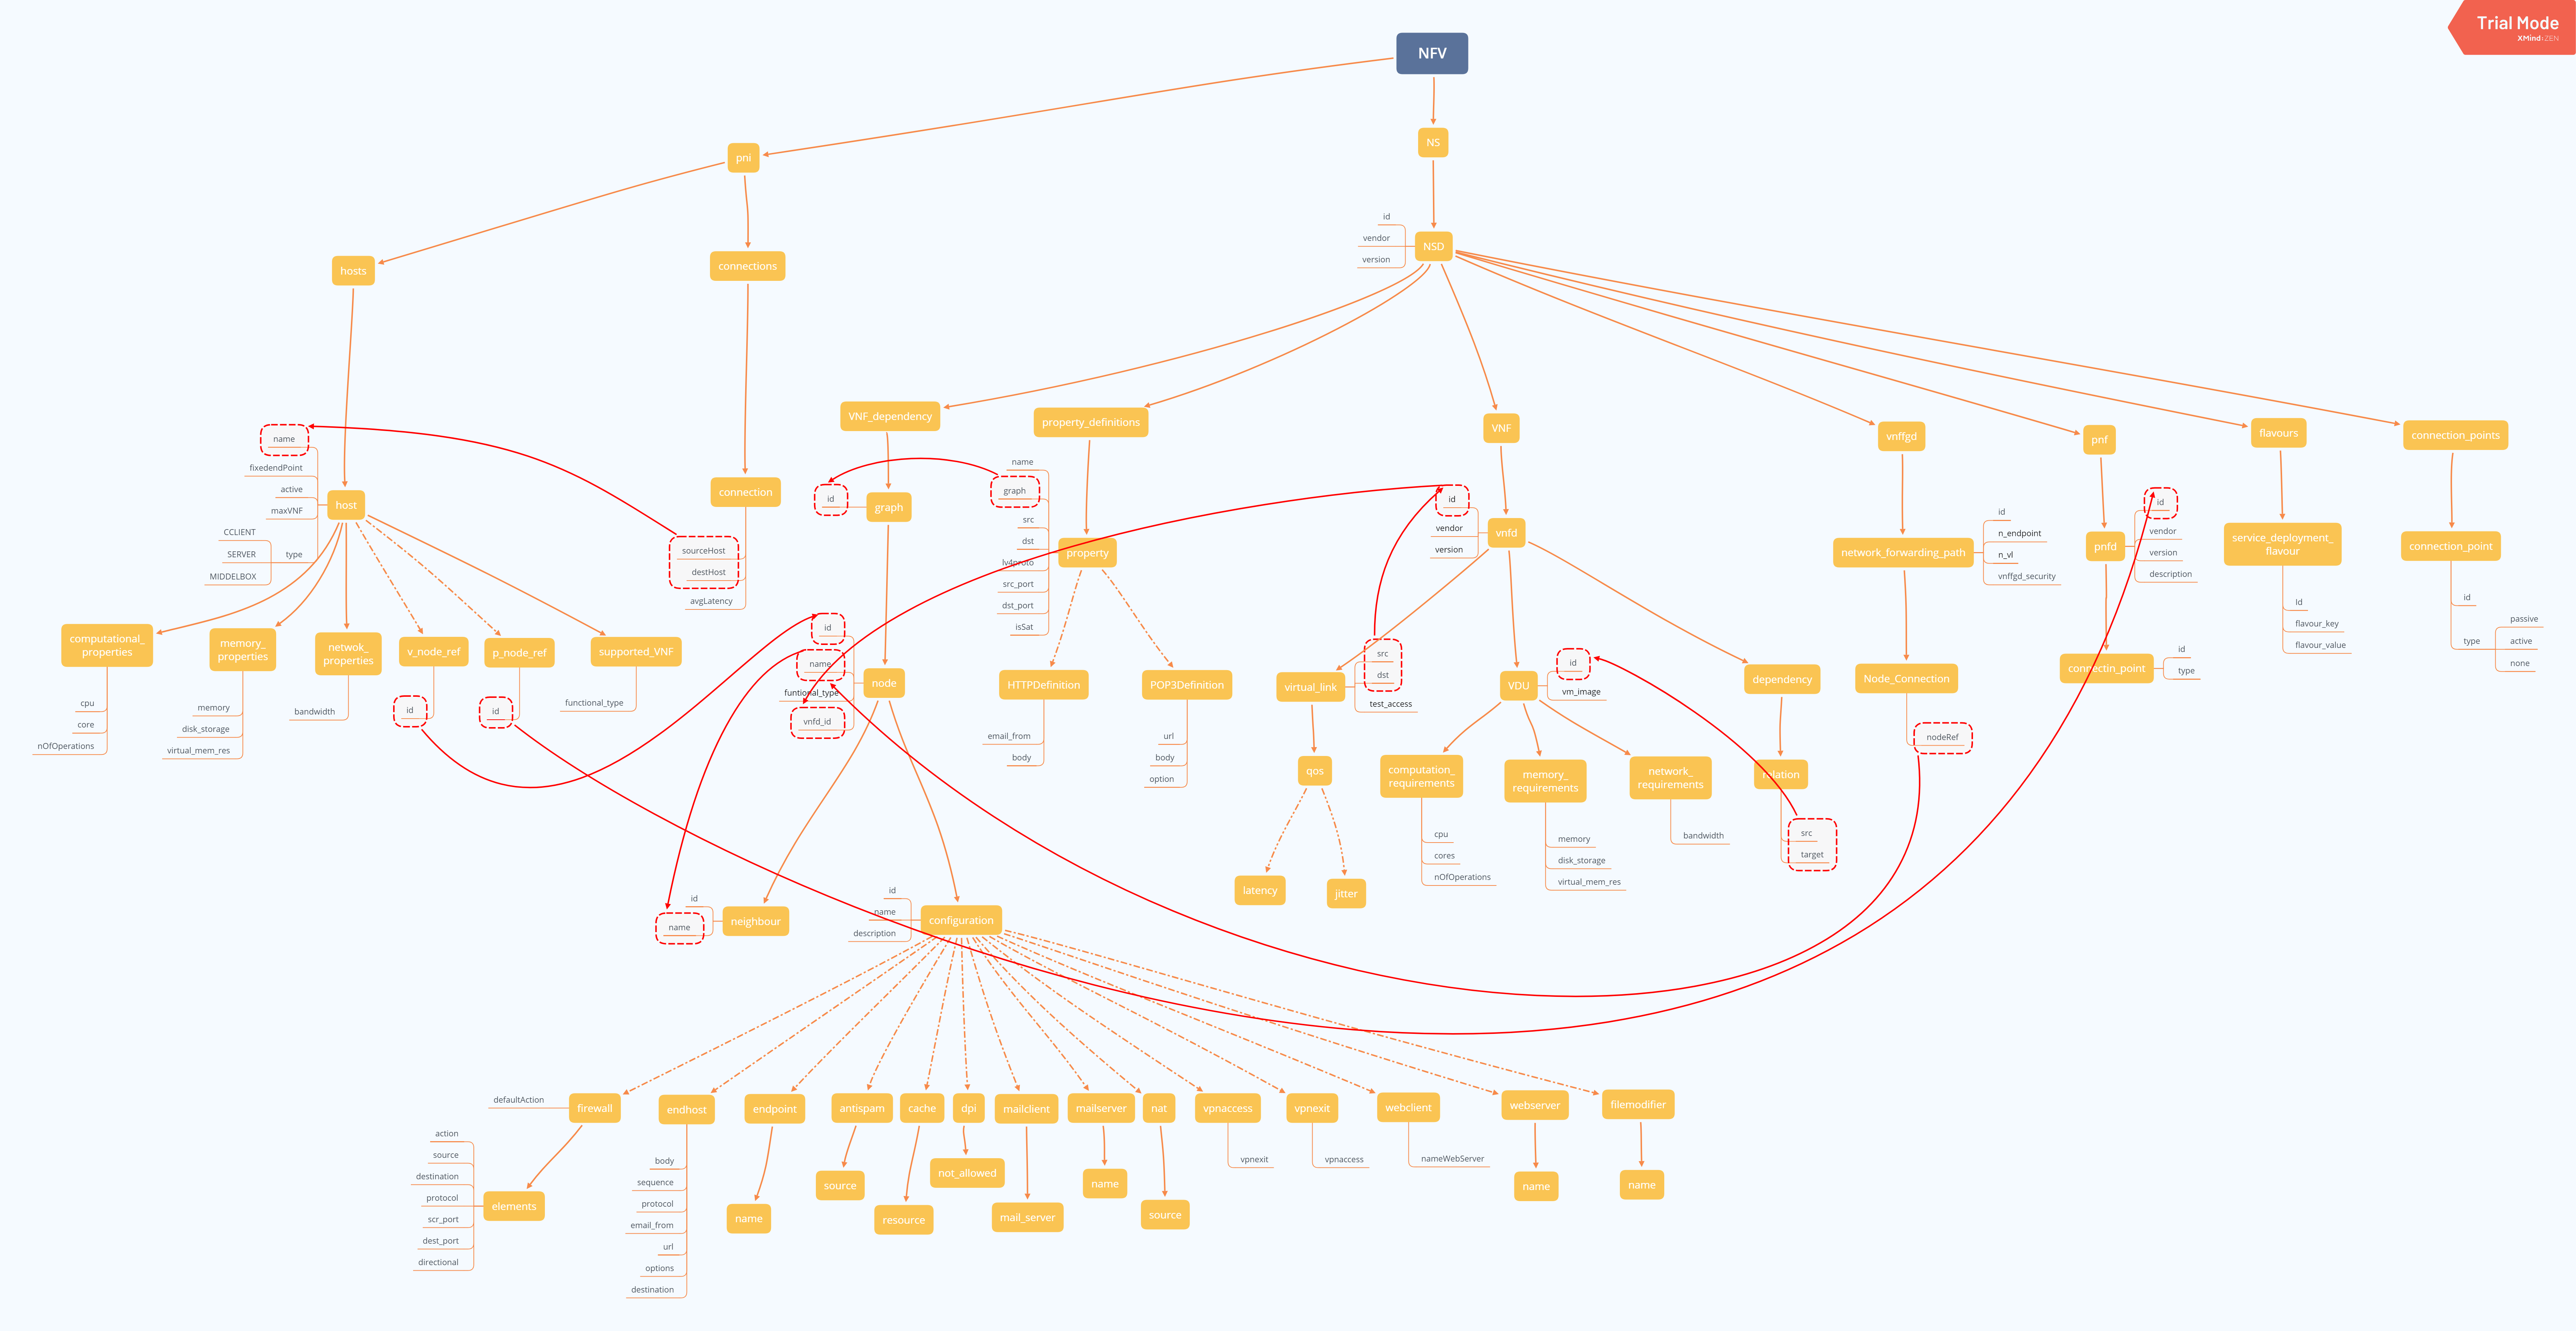 Trial Mode
XMind:ZEN
NFV
NS
pni
id
vendor
version
NSD
hosts
connections
VNF_dependency
property_definitions
VNF
vnffgd
pnf
flavours
connection_points
name
fixedendPoint
active
maxVNF
CCLIENT
SERVER
MIDDELBOX
type
host
connection
sourceHost
destHost
avgLatency
id
graph
name
graph
src
dst
lv4proto
src_port
dst_port
isSat
property
id
vendor
version
vnfd
network_forwarding_path
id
n_endpoint
n_vl
vnffgd_security
pnfd
id
vendor
version
description
service_deployment_
flavour
Id
flavour_key
flavour_value
connection_point
id
type
passive
active
none
computational_
properties
cpu
core
nOfOperations
memory_
properties
memory
disk_storage
virtual_mem_res
netwok_
properties
bandwidth
v_node_ref
id
p_node_ref
id
supported_VNF
functional_type
id
name
funtional_type
vnfd_id
node
HTTPDefinition
email_from
body
POP3Definition
url
body
option
virtual_link
src
dst
test_access
VDU
id
vm_image
dependency
Node_Connection
nodeRef
connectin_point
id
type
qos
latency
jitter
computation_
requirements
cpu
cores
nOfOperations
memory_
requirements
memory
disk_storage
virtual_mem_res
network_
requirements
bandwidth
relation
src
target
id
name
neighbour
id
name
description
configuration
defaultAction
firewall
endhost
endpoint
antispam
cache
dpi
mailclient
mailserver
nat
vpnaccess
vpnexit
webclient
webserver
filemodifier
action
source
destination
protocol
scr_port
dest_port
directional
elements
body
sequence
protocol
email_from
url
options
destination
name
source
resource
not_allowed
mail_server
name
source
vpnexit
vpnaccess
nameWebServer
name
name